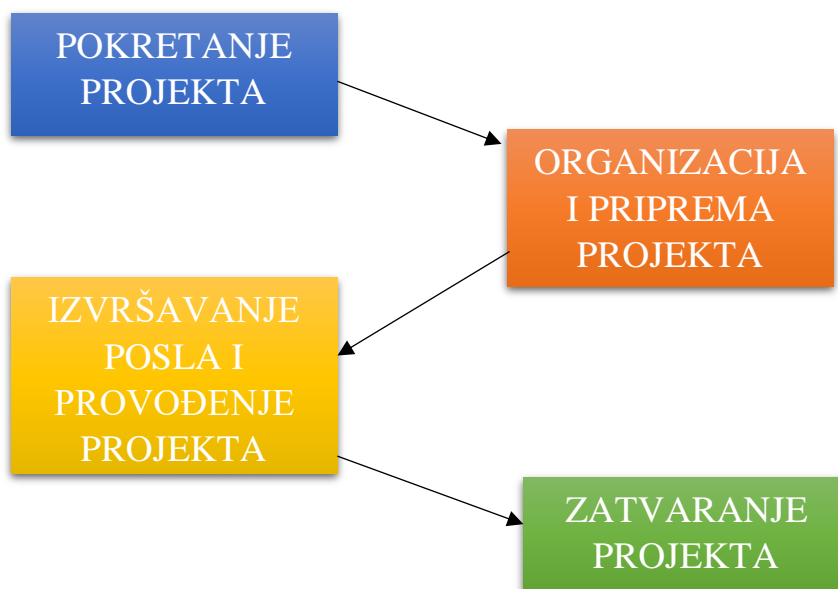 POKRETANJE
PROJEKTA
ORGANIZACIJA
I PRIPREMA
PROJEKTA
IZVRŠAVANJE
POSLA I
PROVOĐENJE
PROJEKTA
ZATVARANJE
PROJEKTA